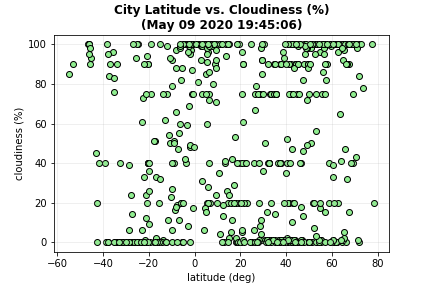 City Latitude vs. Cloudiness (%)
(May 09 2020 19:45:06)
100
80
60
40
20
0
cloudiness (%)
−60 −40 −20 0 20 40 60 80
latitude (deg)